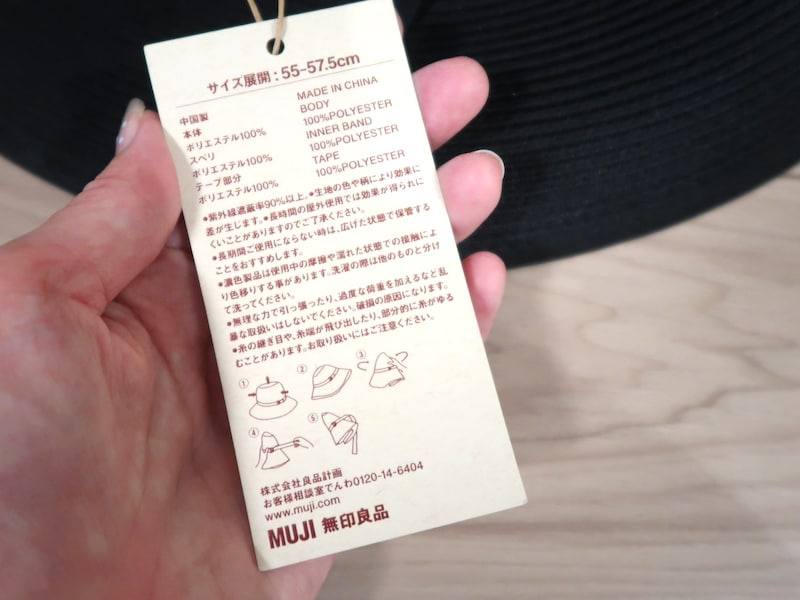 サイズ展開 : 55-57.5cm
中国製
本体
ポリエステル100%
スベリ
ポリエステル100%
テープ部分
ポリエステル100%
MADE IN CHINA
BODY
100%POLYESTER
INNER BAND
100%POLYESTER
TAPE
100%POLYESTER
●紫外線遮蔽率90%以上。●生地の色や柄により効果に
差が生じます。●長時間の屋外使用では効果が得られに
くいことがありますのでご了承ください。
●長期間ご使用にならない時は、広げた状態で保管する
ことをおすすめします。
●濃色製品は使用中の摩擦や濡れた状態での接触によ
り色移りする事があります。洗濯の際は他のものと分け
て洗ってください。
●無理な力で引っ張ったり、過度な荷重を加えるなど乱
暴な取扱いはしないでください。破損の原因になります。
●糸の継ぎ目や、糸端が飛び出したり、部分的に糸がゆる
むことがあります。お取り扱いにはご注意ください。
① ② ③
④ ⑤
株式会社良品計画
お客様相談室でんわ0120-14-6404
www.muji.com
MUJI 無印良品